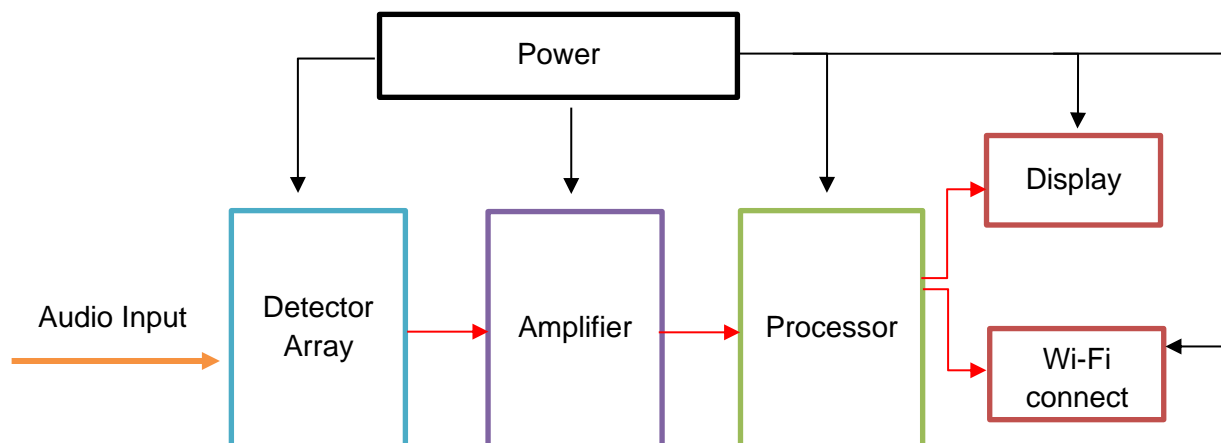 Power
Display
Audio Input
Detector
Array
Amplifier
Processor
Wi-Fi
connect